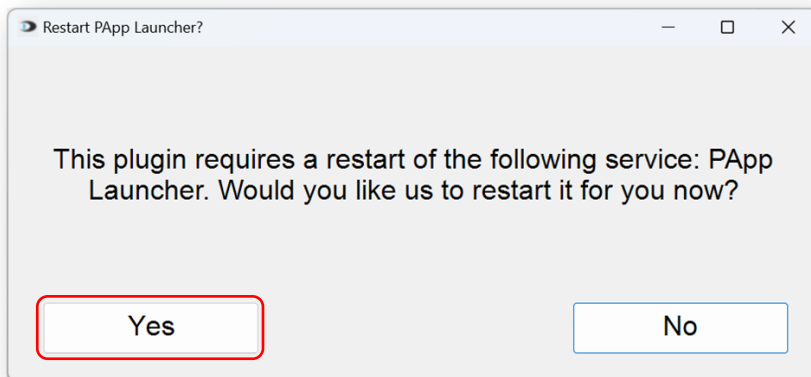 Restart PApp Launcher?
This plugin requires a restart of the following service: PApp
Launcher. Would you like us to restart it for you now?
Yes
No